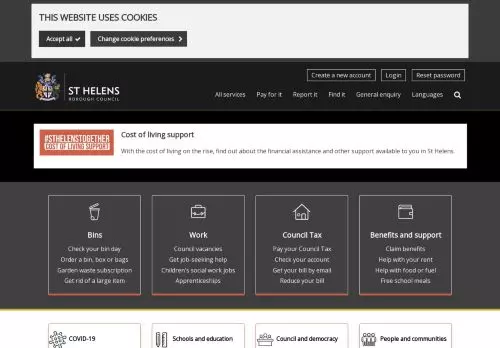 THIS WEBSITE USES COOKIES
Accept all
Change cookie preferences
Create a new account
Login
Reset password
ST HELENS
BOROUGH COUNCIL
All services
Pay for it
Report it
Find it
General enquiry
Languages
#STHELENSTOGETHER
COST OF LIVING SUPPORT
Cost of living support
With the cost of living on the rise, find out about the financial assistance and other support available to you in St Helens.
Bins
Check your bin day
Order a bin, box or bags
Garden waste subscription
Get rid of a large item
Work
Council vacancies
Get job-seeking help
Children's social work jobs
Apprenticeships
Council Tax
Pay your Council Tax
Check your account
Get your bill by email
Reduce your bill
Benefits and support
Claim benefits
Help with your rent
Help with food or fuel
Free school meals
COVID-19
Schools and education
Council and democracy
People and communities